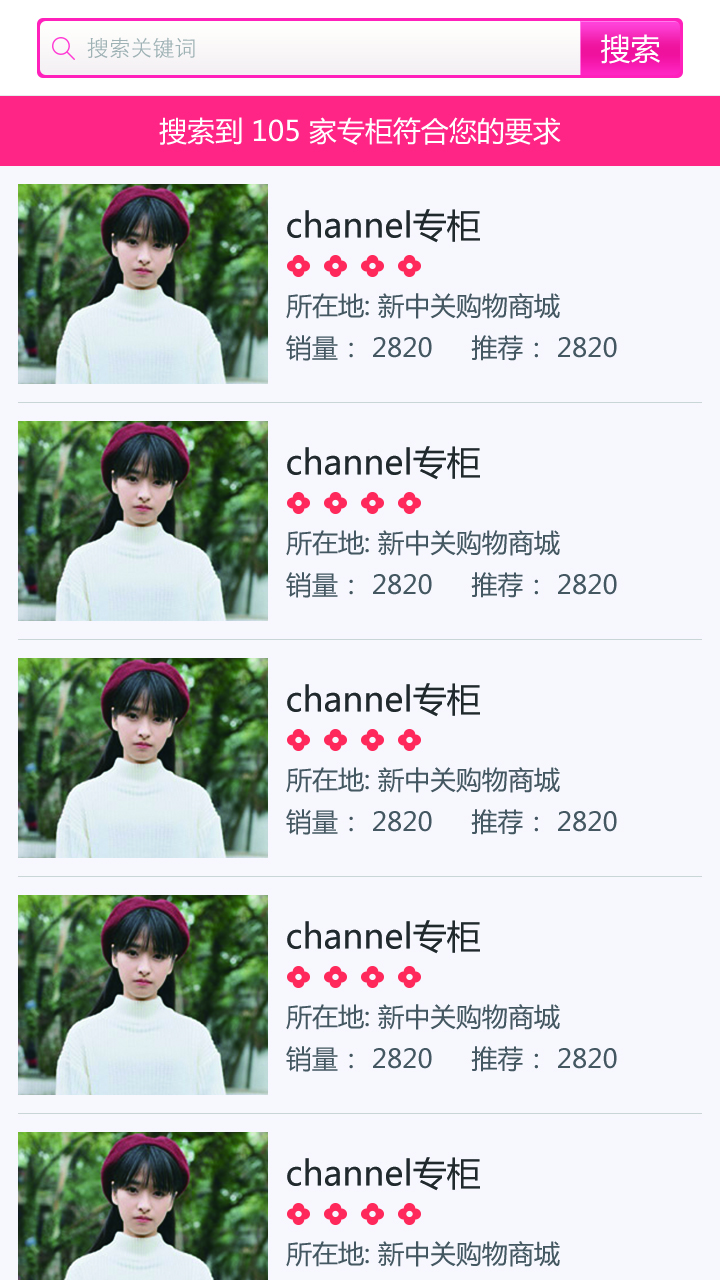 搜索关键词 搜索
搜索到 105 家专柜符合您的要求
channel专柜
所在地: 新中关购物商城
销量： 2820 推荐： 2820
channel专柜
所在地: 新中关购物商城
销量： 2820 推荐： 2820
channel专柜
所在地: 新中关购物商城
销量： 2820 推荐： 2820
channel专柜
所在地: 新中关购物商城
销量： 2820 推荐： 2820
channel专柜
所在地: 新中关购物商城